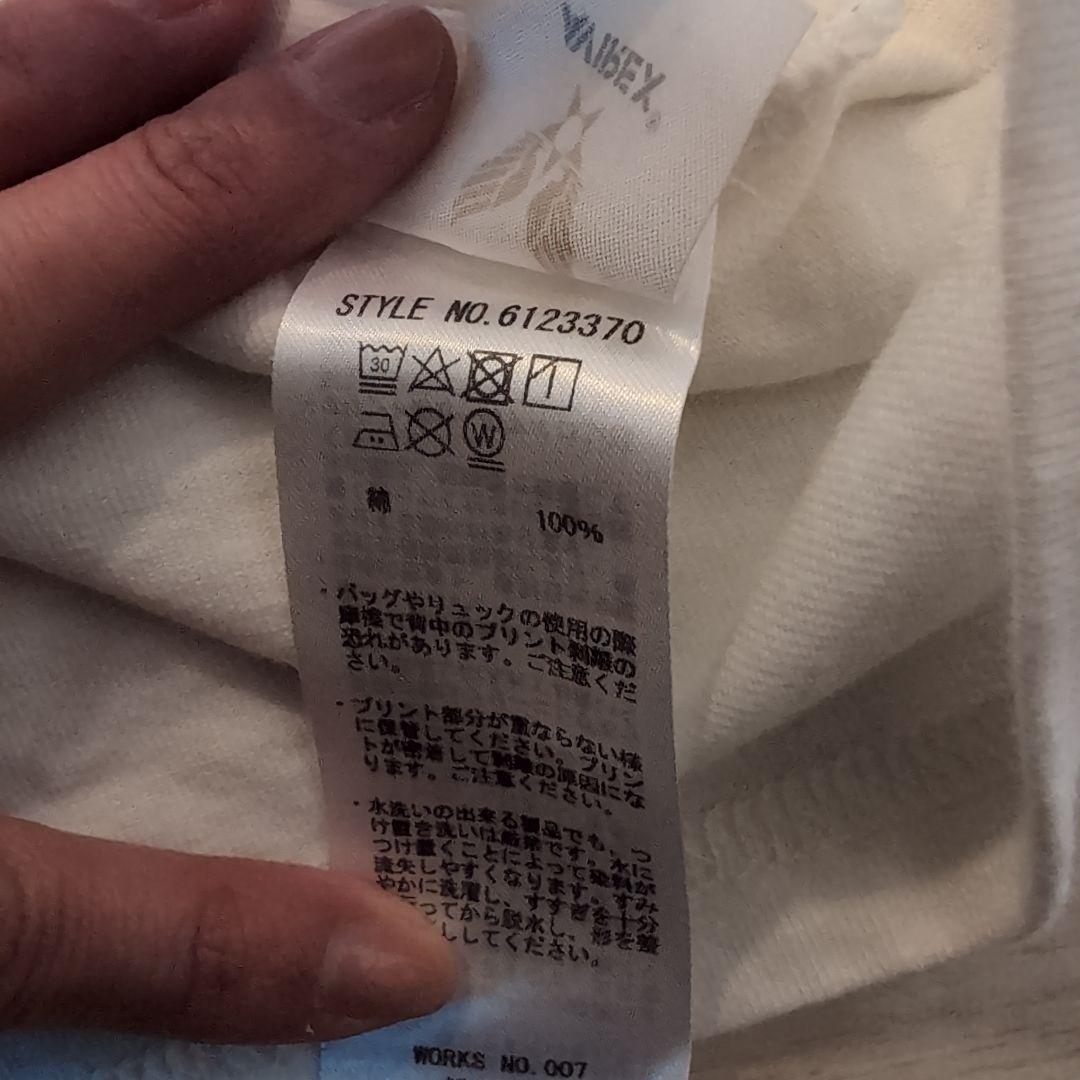 AVIREX
STYLE NO.6123370
30
W
綿 100%
・バッグやリュックの使用の際
摩擦で背中のプリント剥離の
恐れがあります。ご注意くだ
さい。
・プリント部分が重ならない様
に保管してください。プリン
トが密着して剥離の原因にな
ります。ご注意ください。
・水洗いの出来る製品でも、つ
け置き洗いは厳禁です。水に
つけ置くことによって染料が
流失しやすくなります。すみ
やかに洗濯し、すすぎを十分
ってから脱水し、形を整
してください。
WORKS NO.007